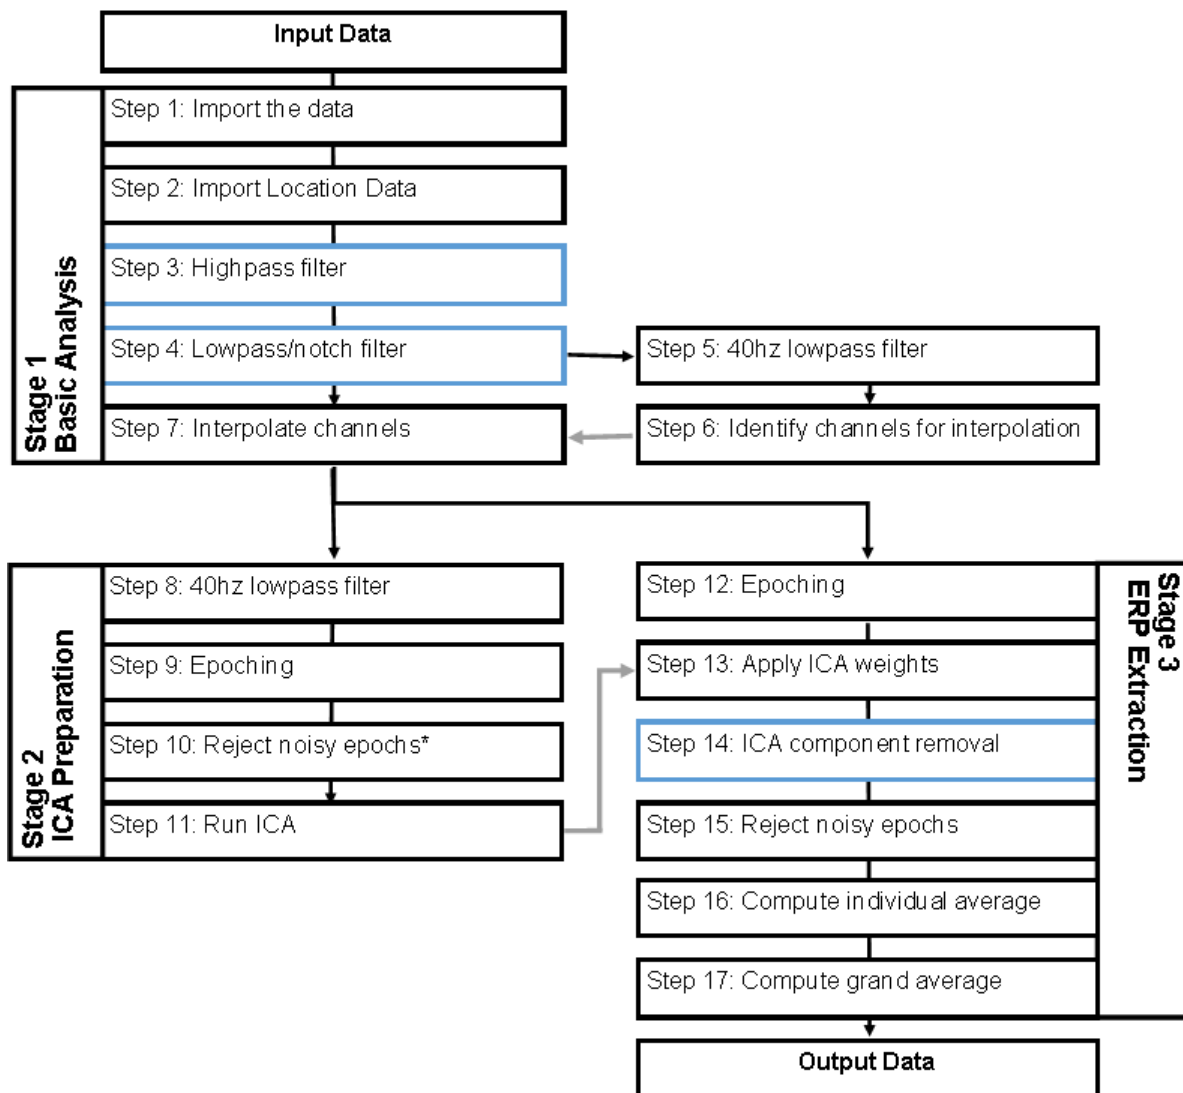 Input Data
Stage 1
Basic Analysis
Step 1: Import the data
Step 2: Import Location Data
Step 3: Highpass filter
Step 4: Lowpass/notch filter
Step 5: 40hz lowpass filter
Step 6: Identify channels for interpolation
Step 7: Interpolate channels
Stage 2
ICA Preparation
Step 8: 40hz lowpass filter
Step 9: Epoching
Step 10: Reject noisy epochs*
Step 11: Run ICA
Stage 3
ERP Extraction
Step 12: Epoching
Step 13: Apply ICA weights
Step 14: ICA component removal
Step 15: Reject noisy epochs
Step 16: Compute individual average
Step 17: Compute grand average
Output Data